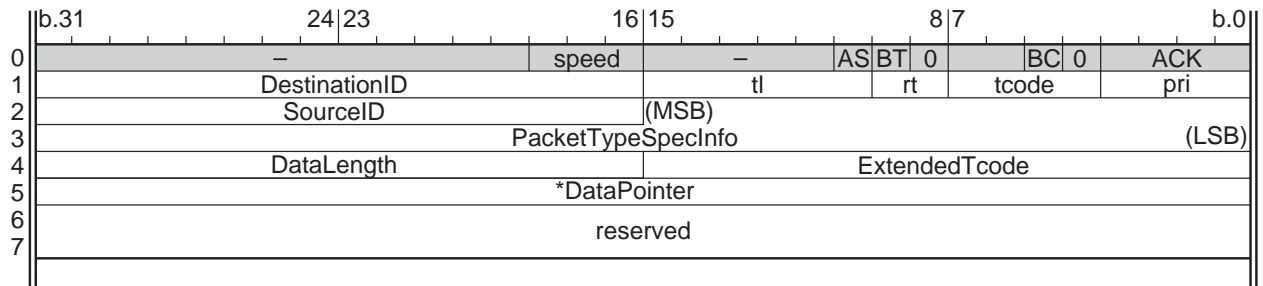 b.31 24 23 16 15 8 7 b.0
0 – speed – AS BT 0 BC 0 ACK
1 DestinationID tl rt tcode pri
2 SourceID (MSB)
3 PacketTypeSpecInfo (LSB)
4 DataLength ExtendedTcode
5 *DataPointer
6
reserved
7